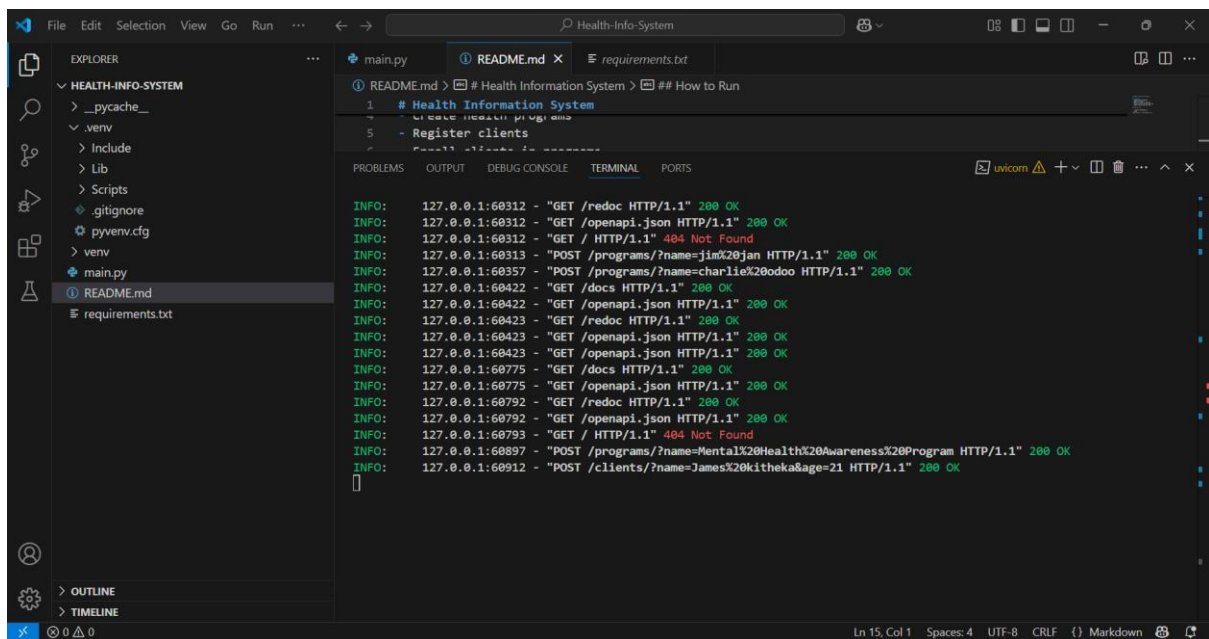 File Edit Selection View Go Run ... Health-Info-System
EXPLORER ...
HEALTH-INFO-SYSTEM
__pycache__
.venv
Include
Lib
Scripts
.gitignore
pyvenv.cfg
venv
main.py
README.md
requirements.txt
OUTLINE
TIMELINE
main.py README.md requirements.txt ...
README.md > # Health Information System > ## How to Run
1 # Health Information System
4 - Create health programs
5 - Register clients
6 - Enroll clients in programs
PROBLEMS OUTPUT DEBUG CONSOLE TERMINAL PORTS uvicorn ...
INFO: 127.0.0.1:60312 - "GET /redoc HTTP/1.1" 200 OK
INFO: 127.0.0.1:60312 - "GET /openapi.json HTTP/1.1" 200 OK
INFO: 127.0.0.1:60312 - "GET / HTTP/1.1" 404 Not Found
INFO: 127.0.0.1:60313 - "POST /programs/?name=jim%20jan HTTP/1.1" 200 OK
INFO: 127.0.0.1:60357 - "POST /programs/?name=charlie%20odoo HTTP/1.1" 200 OK
INFO: 127.0.0.1:60422 - "GET /docs HTTP/1.1" 200 OK
INFO: 127.0.0.1:60422 - "GET /openapi.json HTTP/1.1" 200 OK
INFO: 127.0.0.1:60423 - "GET /redoc HTTP/1.1" 200 OK
INFO: 127.0.0.1:60423 - "GET /openapi.json HTTP/1.1" 200 OK
INFO: 127.0.0.1:60423 - "GET /openapi.json HTTP/1.1" 200 OK
INFO: 127.0.0.1:60775 - "GET /docs HTTP/1.1" 200 OK
INFO: 127.0.0.1:60775 - "GET /openapi.json HTTP/1.1" 200 OK
INFO: 127.0.0.1:60792 - "GET /redoc HTTP/1.1" 200 OK
INFO: 127.0.0.1:60792 - "GET /openapi.json HTTP/1.1" 200 OK
INFO: 127.0.0.1:60793 - "GET / HTTP/1.1" 404 Not Found
INFO: 127.0.0.1:60897 - "POST /programs/?name=Mental%20Health%20Awareness%20Program HTTP/1.1" 200 OK
INFO: 127.0.0.1:60912 - "POST /clients/?name=James%20kitheka&age=21 HTTP/1.1" 200 OK
0 0 Ln 15, Col 1 Spaces: 4 UTF-8 CRLF {} Markdown